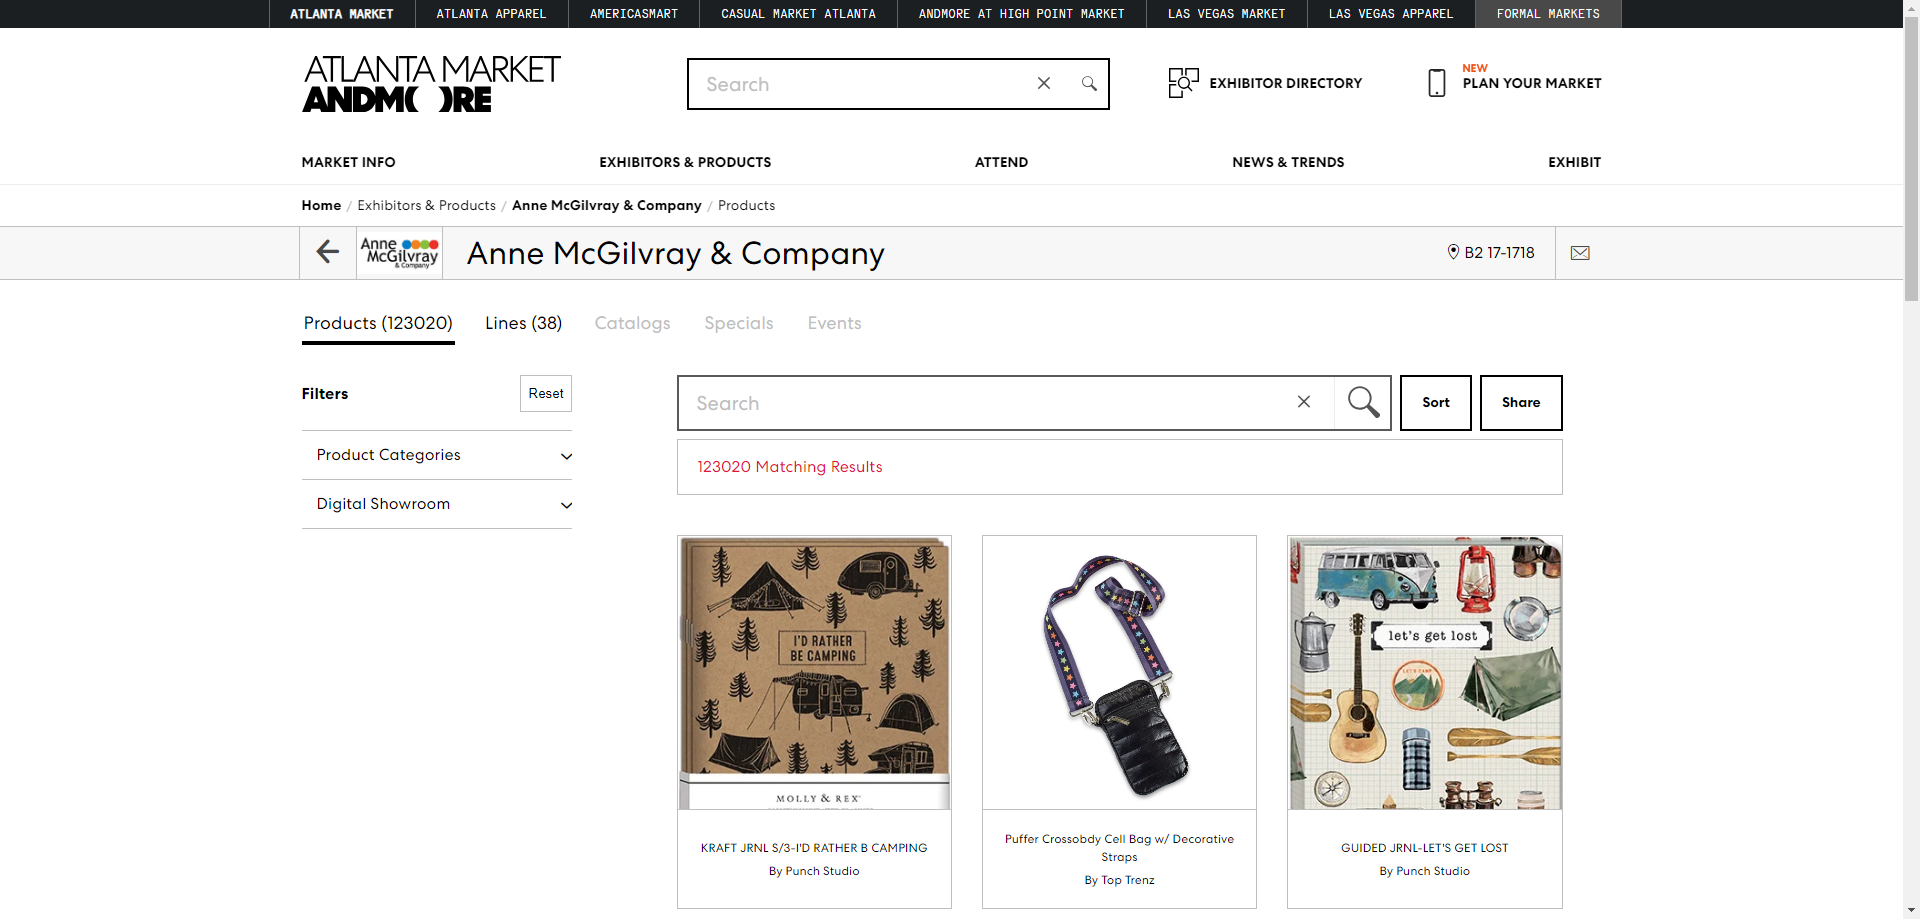 ATLANTA MARKET
ATLANTA APPAREL
AMERICASMART
CASUAL MARKET ATLANTA
ANDMORE AT HIGH POINT MARKET
LAS VEGAS MARKET
LAS VEGAS APPAREL
FORMAL MARKETS
ATLANTA MARKET
ANDM( )RE
Search
EXHIBITOR DIRECTORY
NEW
PLAN YOUR MARKET
MARKET INFO
EXHIBITORS & PRODUCTS
ATTEND
NEWS & TRENDS
EXHIBIT
Home / Exhibitors & Products / Anne McGilvray & Company / Products
Anne
McGilvray
& Company
Anne McGilvray & Company
B2 17-1718
Products (123020)
Lines (38)
Catalogs
Specials
Events
Filters
Reset
Search
Sort
Share
Product Categories
123020 Matching Results
Digital Showroom
I'D RATHER
BE CAMPING
MOLLY & REX
let's get lost
LET'S CAMP
KRAFT JRNL S/3-I'D RATHER B CAMPING
By Punch Studio
Puffer Crossobdy Cell Bag w/ Decorative
Straps
By Top Trenz
GUIDED JRNL-LET'S GET LOST
By Punch Studio